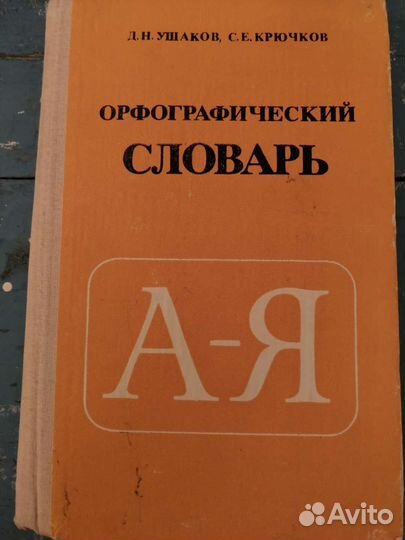 Д.Н.УШАКОВ, С.Е.КРЮЧКОВ
ОРФОГРАФИЧЕСКИЙ
СЛОВАРЬ
А-Я
Avito